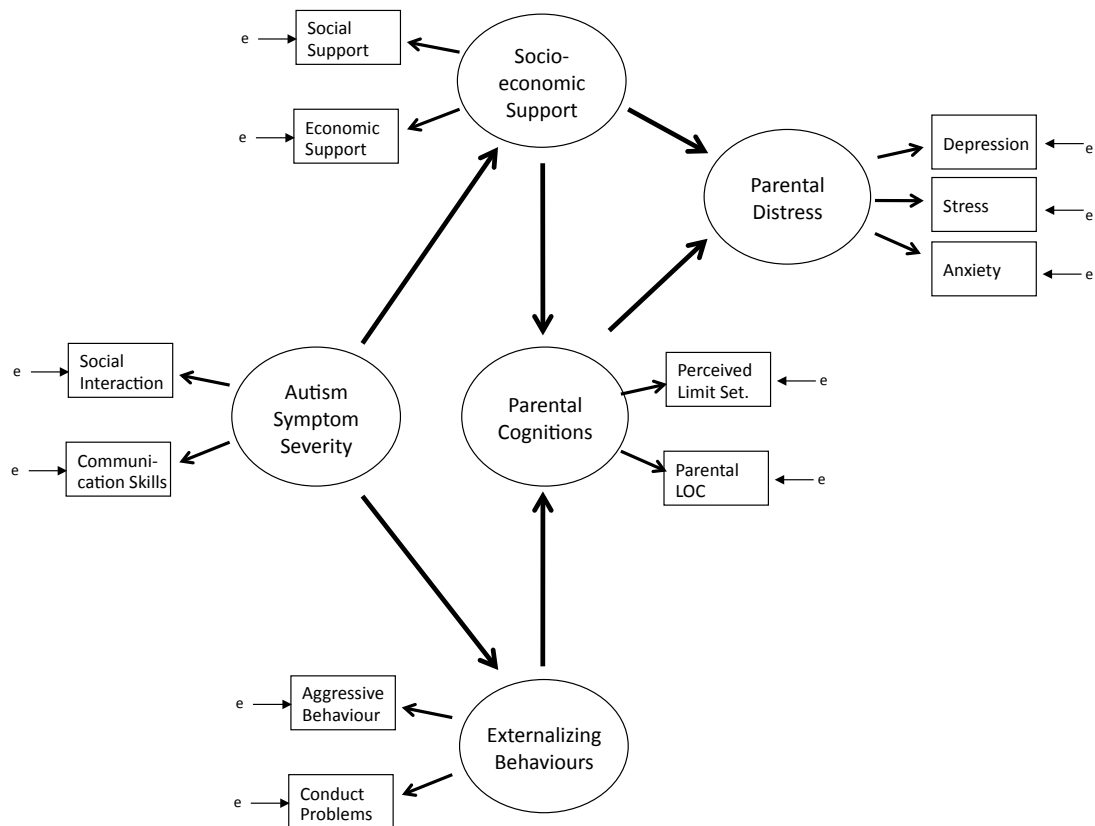 e
Social
Support
Socio-
economic
Support
e
Economic
Support
Depression
e
Parental
Distress
Stress
e
Anxiety
e
e
Social
Interaction
Autism
Symptom
Severity
Parental
Cognitions
Perceived
Limit Set.
e
e
Communi-
cation Skills
Parental
LOC
e
e
Aggressive
Behaviour
Externalizing
Behaviours
e
Conduct
Problems